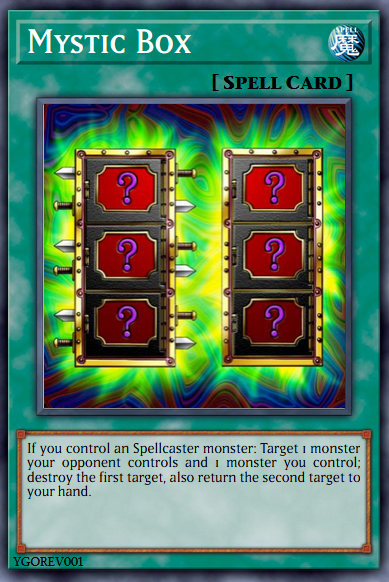 Mystic Box
SPELL
魔
[ Spell Card ]
?
?
?
?
?
?
If you control an Spellcaster monster: Target 1 monster
your opponent controls and 1 monster you control;
destroy the first target, also return the second target to
your hand.
YGOREV001